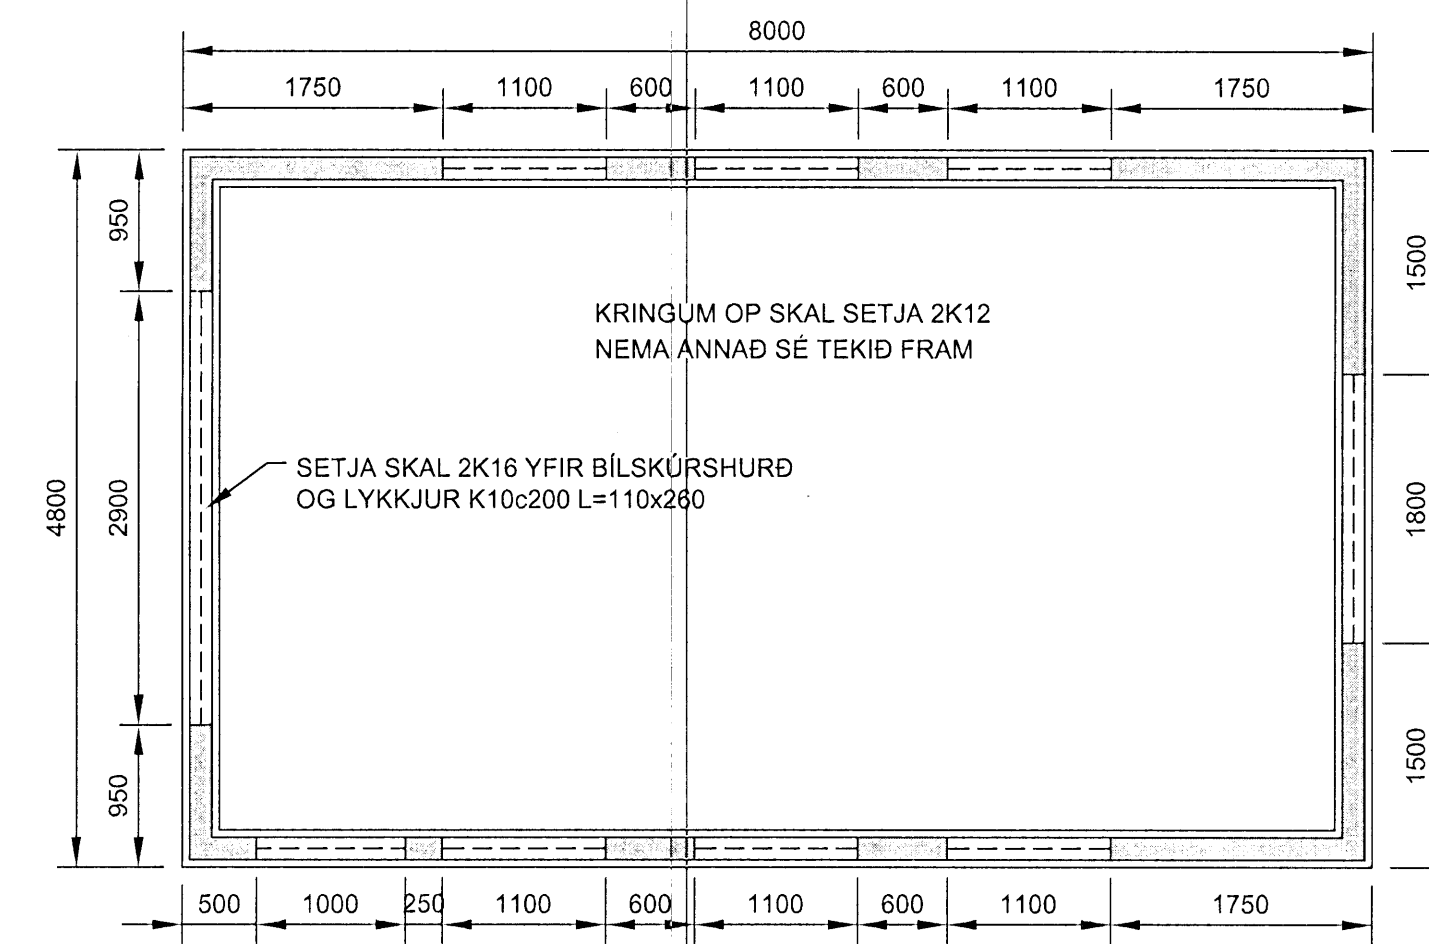 8000
1750 1100 600 1100 600 1100 1750
950
2900
950
4800
KRINGUM OP SKAL SETJA 2K12
NEMA ANNAÐ SÉ TEKIÐ FRAM
SETJA SKAL 2K16 YFIR BÍLSKÚRSHURÐ
OG LYKKJUR K10c200 L=110x260
1500
1800
1500
500 1000 250 1100 600 1100 600 1100 1750